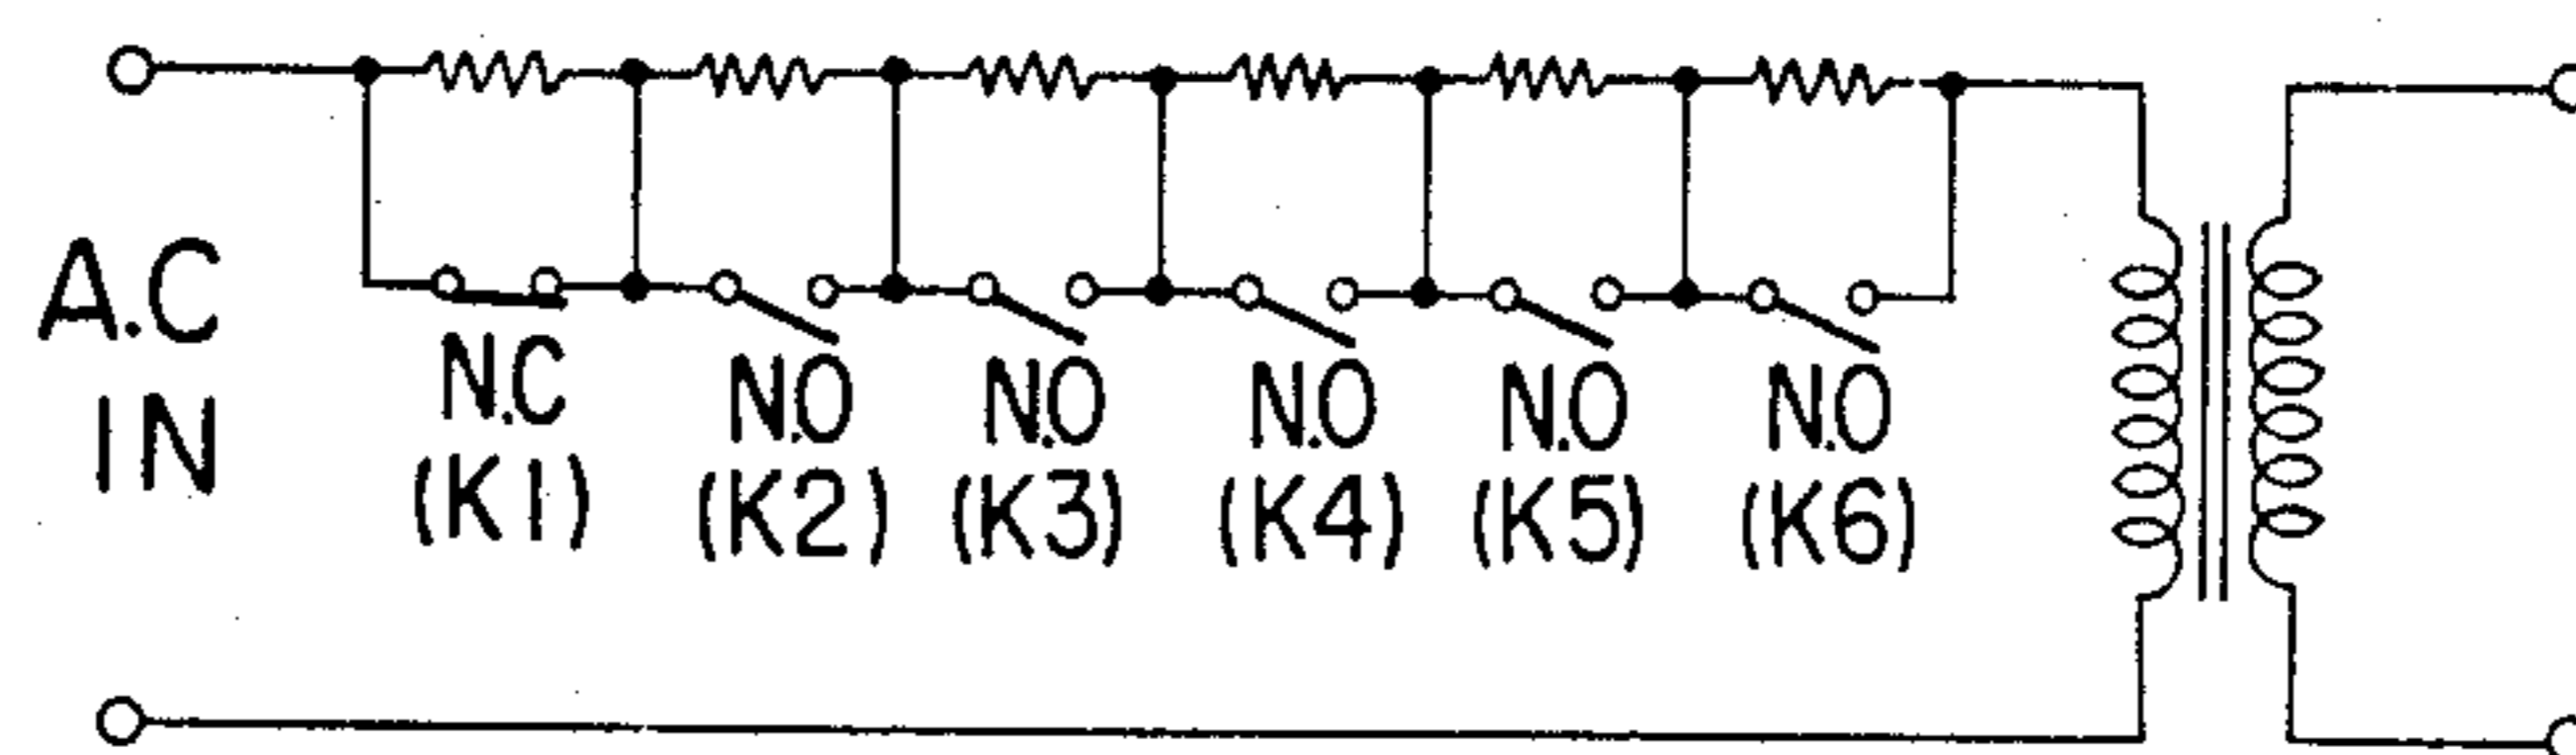 A.C
IN
N.C
(K1)
N.O
(K2)
N.O
(K3)
N.O
(K4)
N.O
(K5)
N.O
(K6)